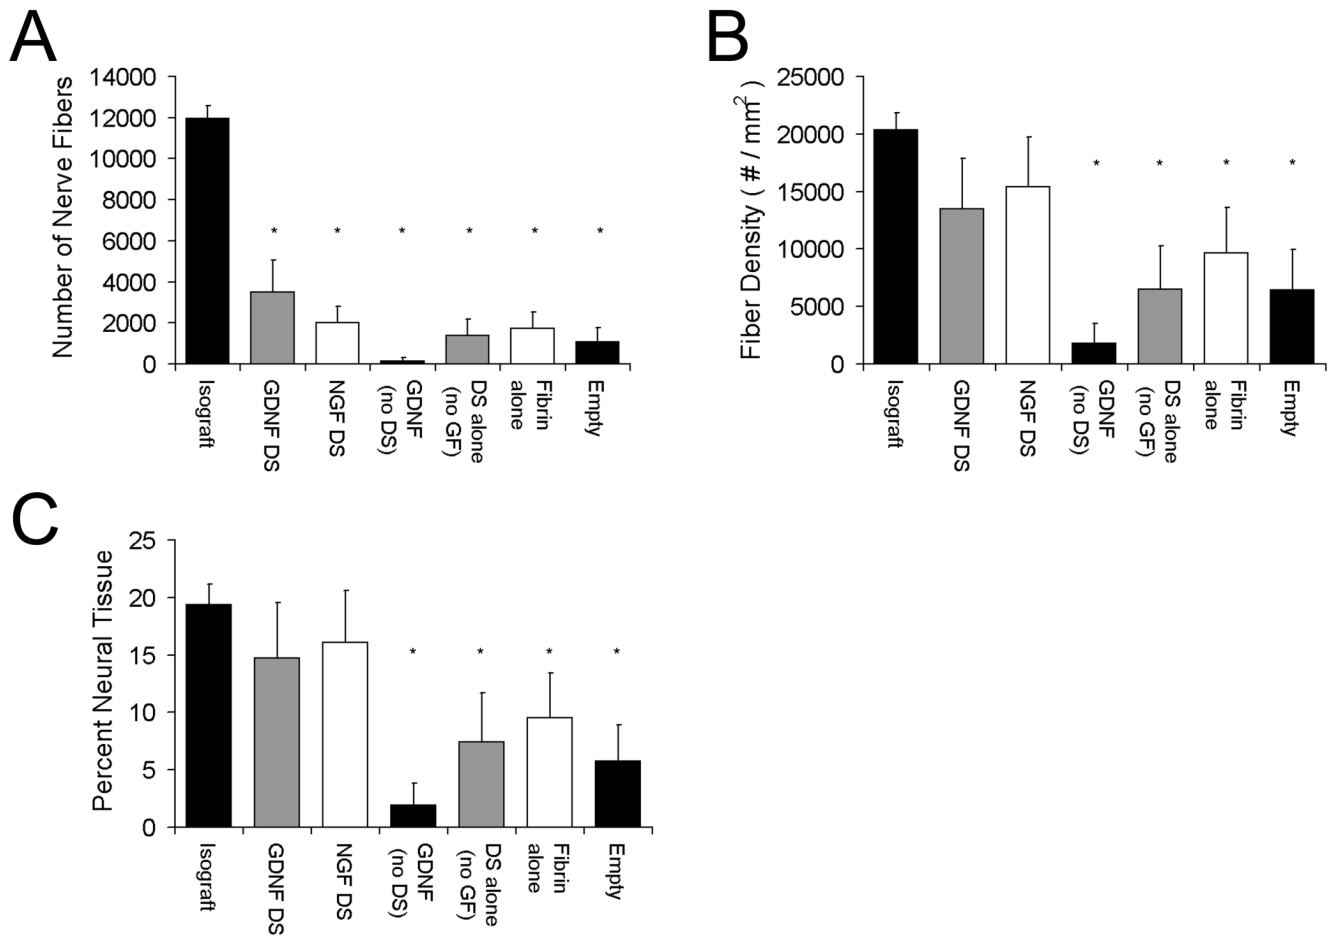 A
Number of Nerve Fibers
14000
12000
10000
8000
6000
4000
2000
0
* * * * * *
Isograft
GDNF DS
NGF DS
GDNF
(no DS)
DS alone
(no GF)
Fibrin
alone
Empty
B
Fiber Density ( # / mm²)
25000
20000
15000
10000
5000
0
* * * *
Isograft
GDNF DS
NGF DS
GDNF
(no DS)
DS alone
(no GF)
Fibrin
alone
Empty
C
Percent Neural Tissue
25
20
15
10
5
0
* * * *
Isograft
GDNF DS
NGF DS
GDNF
(no DS)
DS alone
(no GF)
Fibrin
alone
Empty